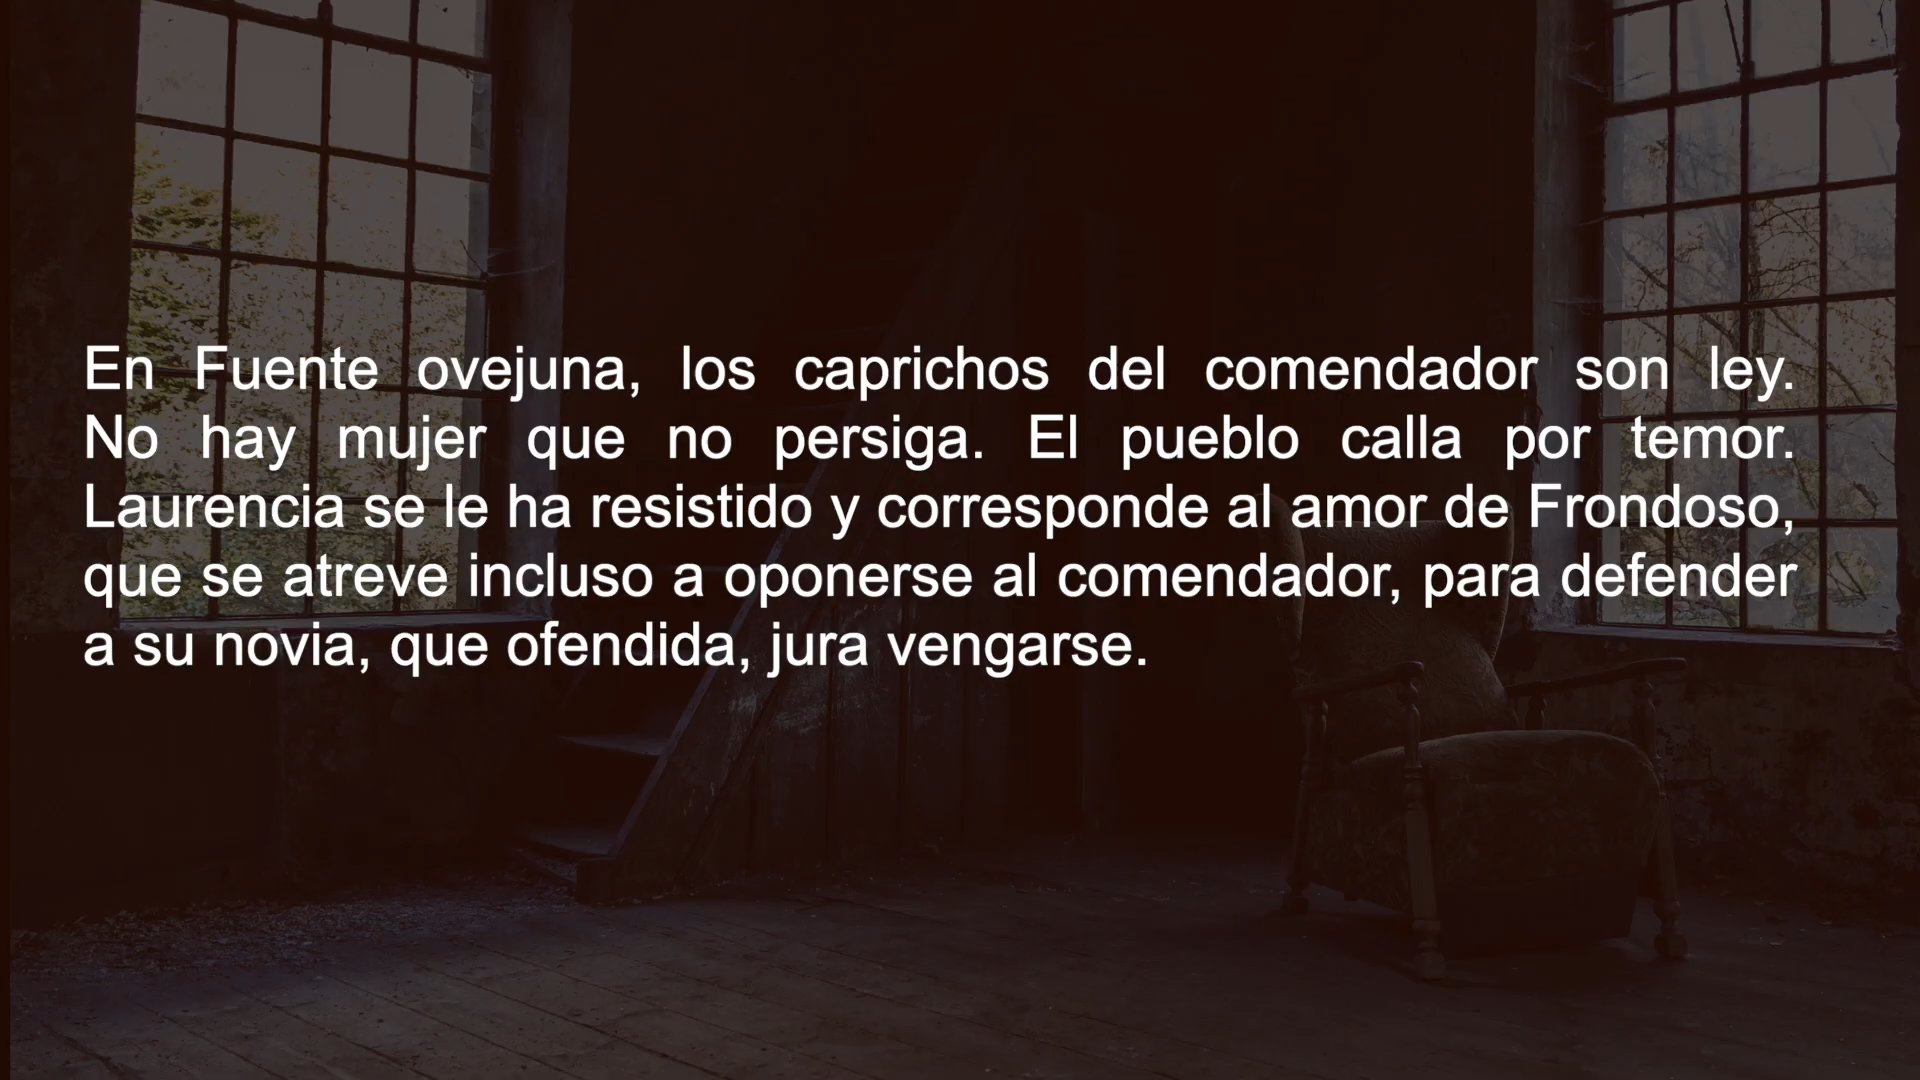 En Fuente ovejuna, los caprichos del comendador son ley.
No hay mujer que no persiga. El pueblo calla por temor.
Laurencia se le ha resistido y corresponde al amor de Frondoso,
que se atreve incluso a oponerse al comendador, para defender
a su novia, que ofendida, jura vengarse.